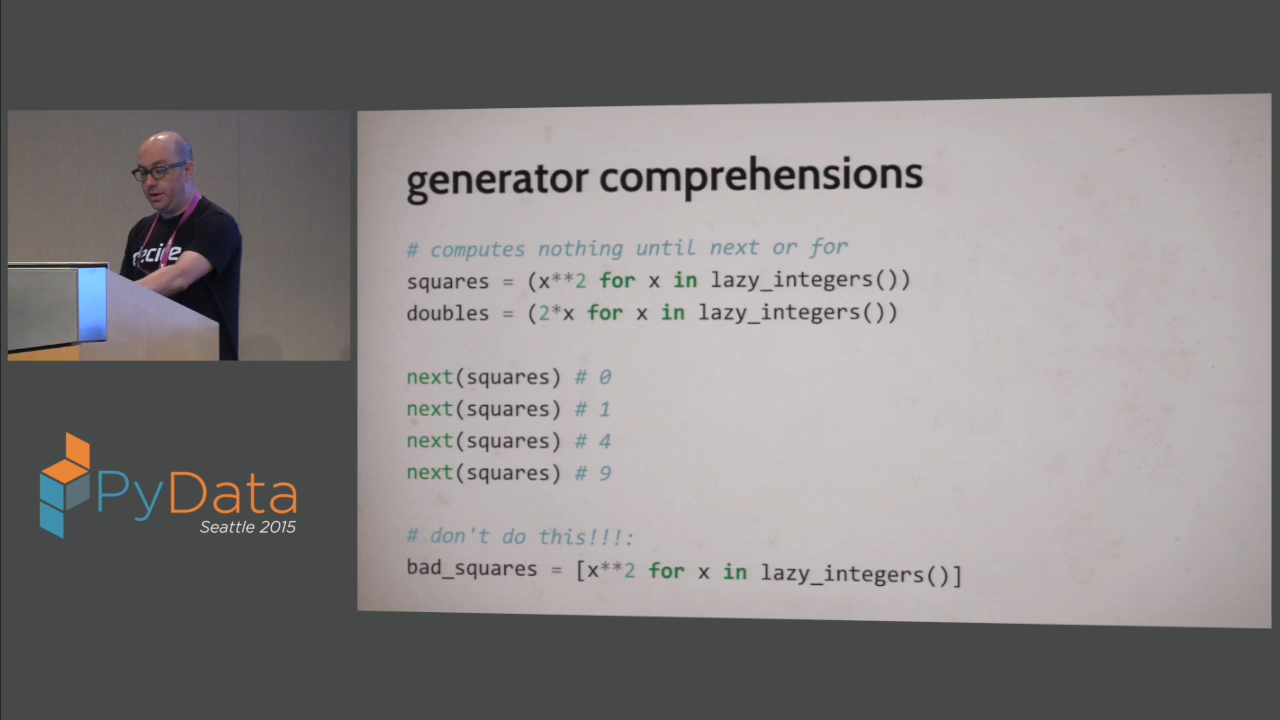 generator comprehensions
# computes nothing until next or for
squares = (x**2 for x in lazy_integers())
doubles = (2*x for x in lazy_integers())
next(squares) # 0
next(squares) # 1
next(squares) # 4
next(squares) # 9
# don't do this!!!:
bad_squares = [x**2 for x in lazy_integers()]
decide
PyData
Seattle 2015